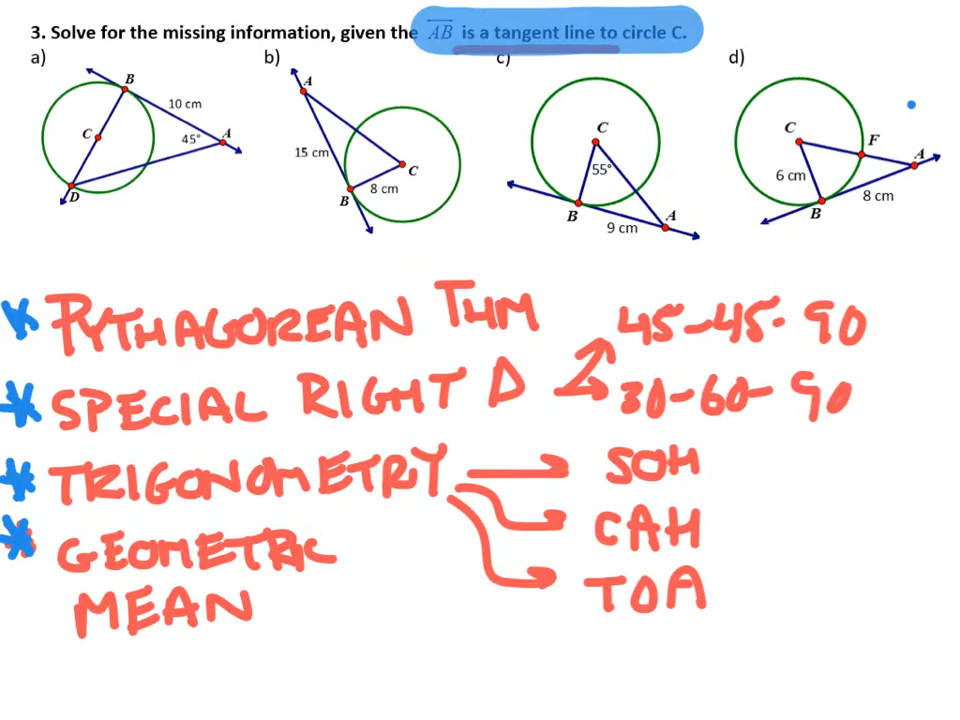 3. Solve for the missing information, given the AB is a tangent line to circle C.
a) b) c) d)
B
10 cm
C
45°
A
D
A
15 cm
C
8 cm
B
C
55°
B
A
9 cm
C
F
A
6 cm
8 cm
B
PYTHAGOREAN THM
45-45-90
SPECIAL RIGHT Δ
30-60-90
TRIGONOMETRY
SOH
CAH
TOA
GEOMETRIC
MEAN